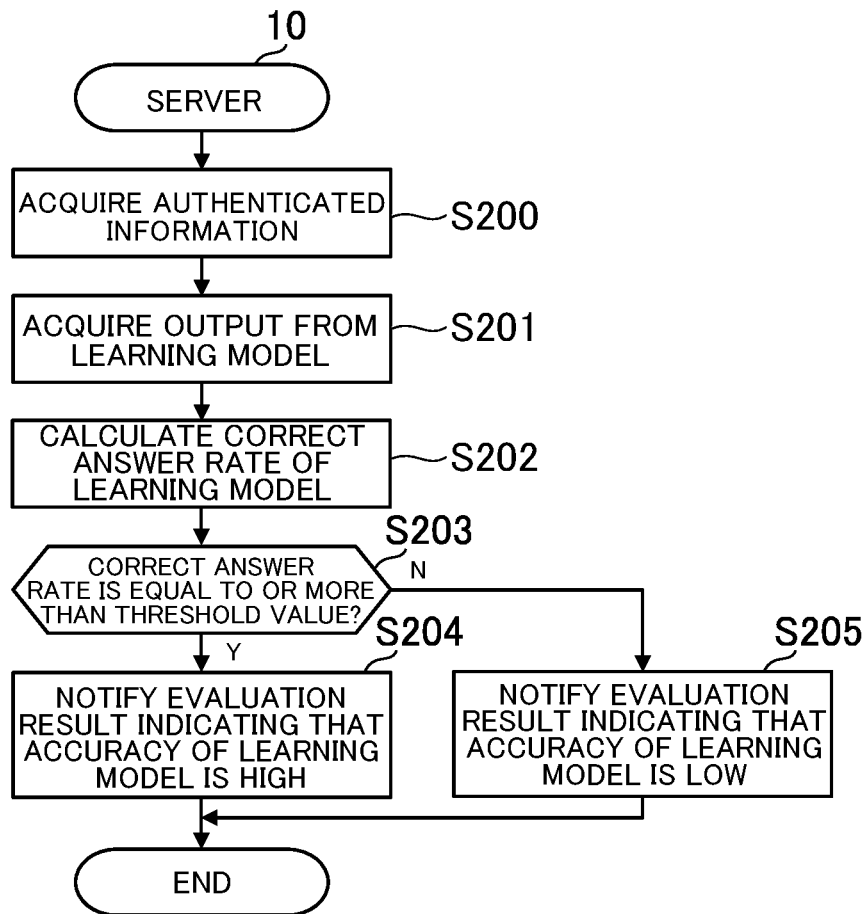 10
SERVER
ACQUIRE AUTHENTICATED
INFORMATION
S200
ACQUIRE OUTPUT FROM
LEARNING MODEL
S201
CALCULATE CORRECT
ANSWER RATE OF
LEARNING MODEL
S202
S203
CORRECT ANSWER
RATE IS EQUAL TO OR MORE
THAN THRESHOLD VALUE?
N
Y
S204
NOTIFY EVALUATION
RESULT INDICATING THAT
ACCURACY OF LEARNING
MODEL IS HIGH
S205
NOTIFY EVALUATION
RESULT INDICATING THAT
ACCURACY OF LEARNING
MODEL IS LOW
END